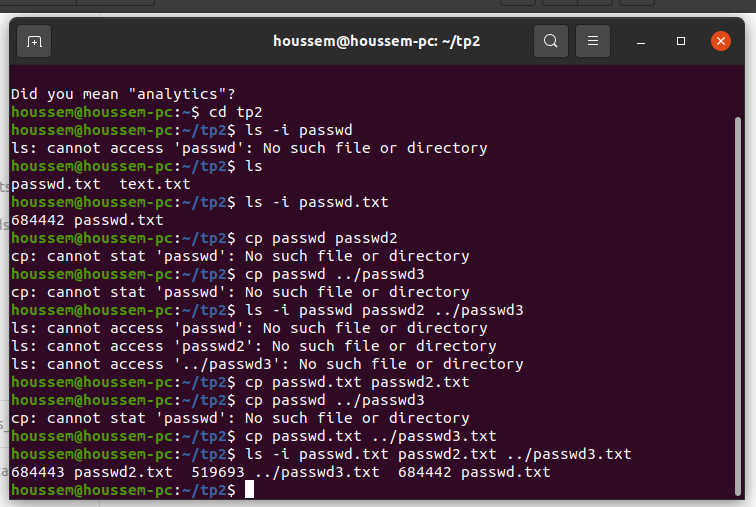 houssem@houssem-pc: ~/tp2
Did you mean "analytics"?
houssem@houssem-pc:~$ cd tp2
houssem@houssem-pc:~/tp2$ ls -i passwd
ls: cannot access 'passwd': No such file or directory
houssem@houssem-pc:~/tp2$ ls
passwd.txt  text.txt
houssem@houssem-pc:~/tp2$ ls -i passwd.txt
684442 passwd.txt
houssem@houssem-pc:~/tp2$ cp passwd passwd2
cp: cannot stat 'passwd': No such file or directory
houssem@houssem-pc:~/tp2$ cp passwd ../passwd3
cp: cannot stat 'passwd': No such file or directory
houssem@houssem-pc:~/tp2$ ls -i passwd passwd2 ../passwd3
ls: cannot access 'passwd': No such file or directory
ls: cannot access 'passwd2': No such file or directory
ls: cannot access '../passwd3': No such file or directory
houssem@houssem-pc:~/tp2$ cp passwd.txt passwd2.txt
houssem@houssem-pc:~/tp2$ cp passwd ../passwd3
cp: cannot stat 'passwd': No such file or directory
houssem@houssem-pc:~/tp2$ cp passwd.txt ../passwd3.txt
houssem@houssem-pc:~/tp2$ ls -i passwd.txt passwd2.txt ../passwd3.txt
684443 passwd2.txt  519693 ../passwd3.txt  684442 passwd.txt
houssem@houssem-pc:~/tp2$